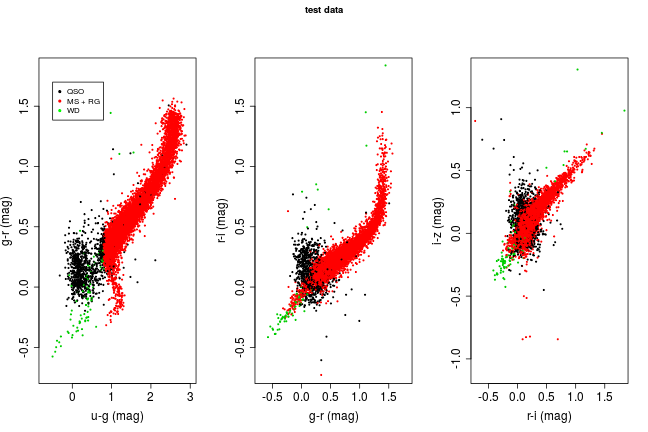 test data
QSO
MS + RG
WD
g-r (mag)
-0.5 0.0 0.5 1.0 1.5
0 1 2 3
u-g (mag)
r-i (mag)
-0.5 0.0 0.5 1.0 1.5
-0.5 0.0 0.5 1.0 1.5
g-r (mag)
i-z (mag)
-1.0 -0.5 0.0 0.5 1.0
-0.5 0.0 0.5 1.0 1.5
r-i (mag)